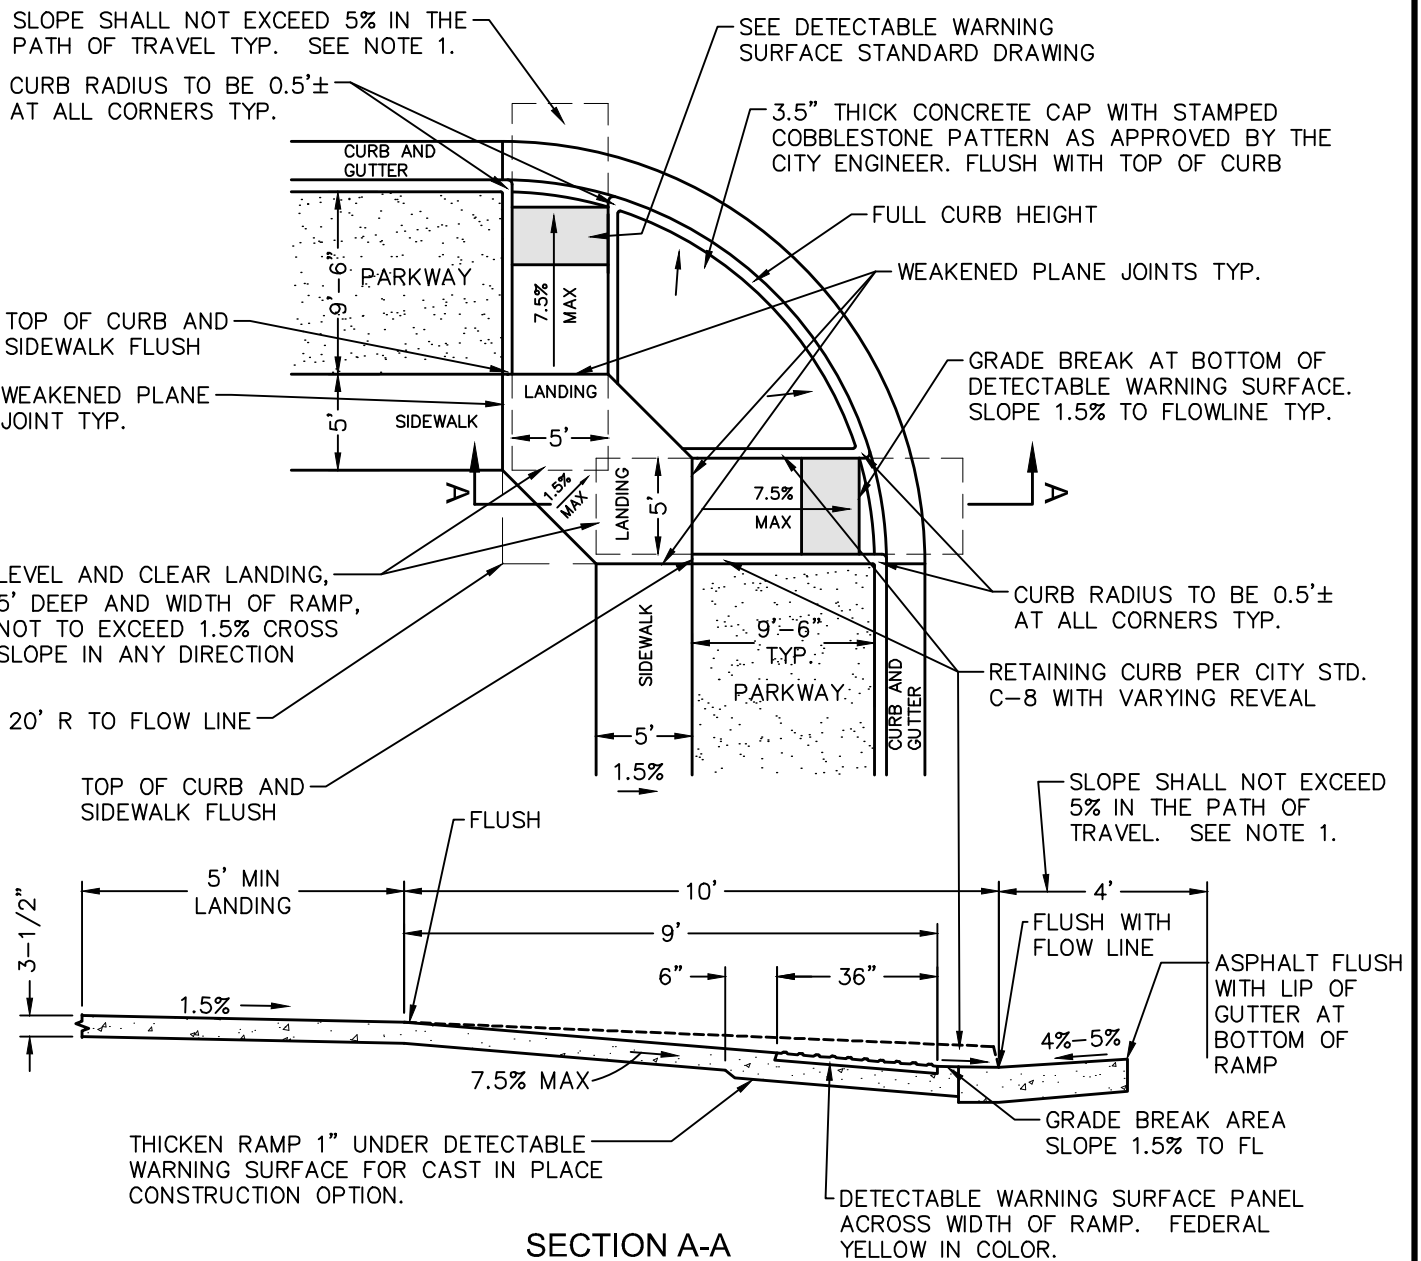 SLOPE SHALL NOT EXCEED 5% IN THE
PATH OF TRAVEL TYP. SEE NOTE 1.
CURB RADIUS TO BE 0.5'±
AT ALL CORNERS TYP.
SEE DETECTABLE WARNING
SURFACE STANDARD DRAWING
3.5" THICK CONCRETE CAP WITH STAMPED
COBBLESTONE PATTERN AS APPROVED BY THE
CITY ENGINEER. FLUSH WITH TOP OF CURB
CURB AND
GUTTER
FULL CURB HEIGHT
WEAKENED PLANE JOINTS TYP.
PARKWAY
9'-6"
7.5%
MAX
TOP OF CURB AND
SIDEWALK FLUSH
WEAKENED PLANE
JOINT TYP.
GRADE BREAK AT BOTTOM OF
DETECTABLE WARNING SURFACE.
SLOPE 1.5% TO FLOWLINE TYP.
LANDING
SIDEWALK
5'
5'
A
1.5%
MAX
LANDING
5'
7.5%
MAX
A
LEVEL AND CLEAR LANDING,
5' DEEP AND WIDTH OF RAMP,
NOT TO EXCEED 1.5% CROSS
SLOPE IN ANY DIRECTION
CURB RADIUS TO BE 0.5'±
AT ALL CORNERS TYP.
SIDEWALK
9'-6"
TYP.
PARKWAY
CURB AND
GUTTER
RETAINING CURB PER CITY STD.
C-8 WITH VARYING REVEAL
20' R TO FLOW LINE
5'
1.5%
TOP OF CURB AND
SIDEWALK FLUSH
SLOPE SHALL NOT EXCEED
5% IN THE PATH OF
TRAVEL. SEE NOTE 1.
FLUSH
5' MIN
LANDING
10'
4'
3-1/2"
9'
FLUSH WITH
FLOW LINE
6"
36"
ASPHALT FLUSH
WITH LIP OF
GUTTER AT
BOTTOM OF
RAMP
1.5%
4%-5%
7.5% MAX
GRADE BREAK AREA
SLOPE 1.5% TO FL
THICKEN RAMP 1" UNDER DETECTABLE
WARNING SURFACE FOR CAST IN PLACE
CONSTRUCTION OPTION.
DETECTABLE WARNING SURFACE PANEL
ACROSS WIDTH OF RAMP. FEDERAL
YELLOW IN COLOR.
SECTION A-A